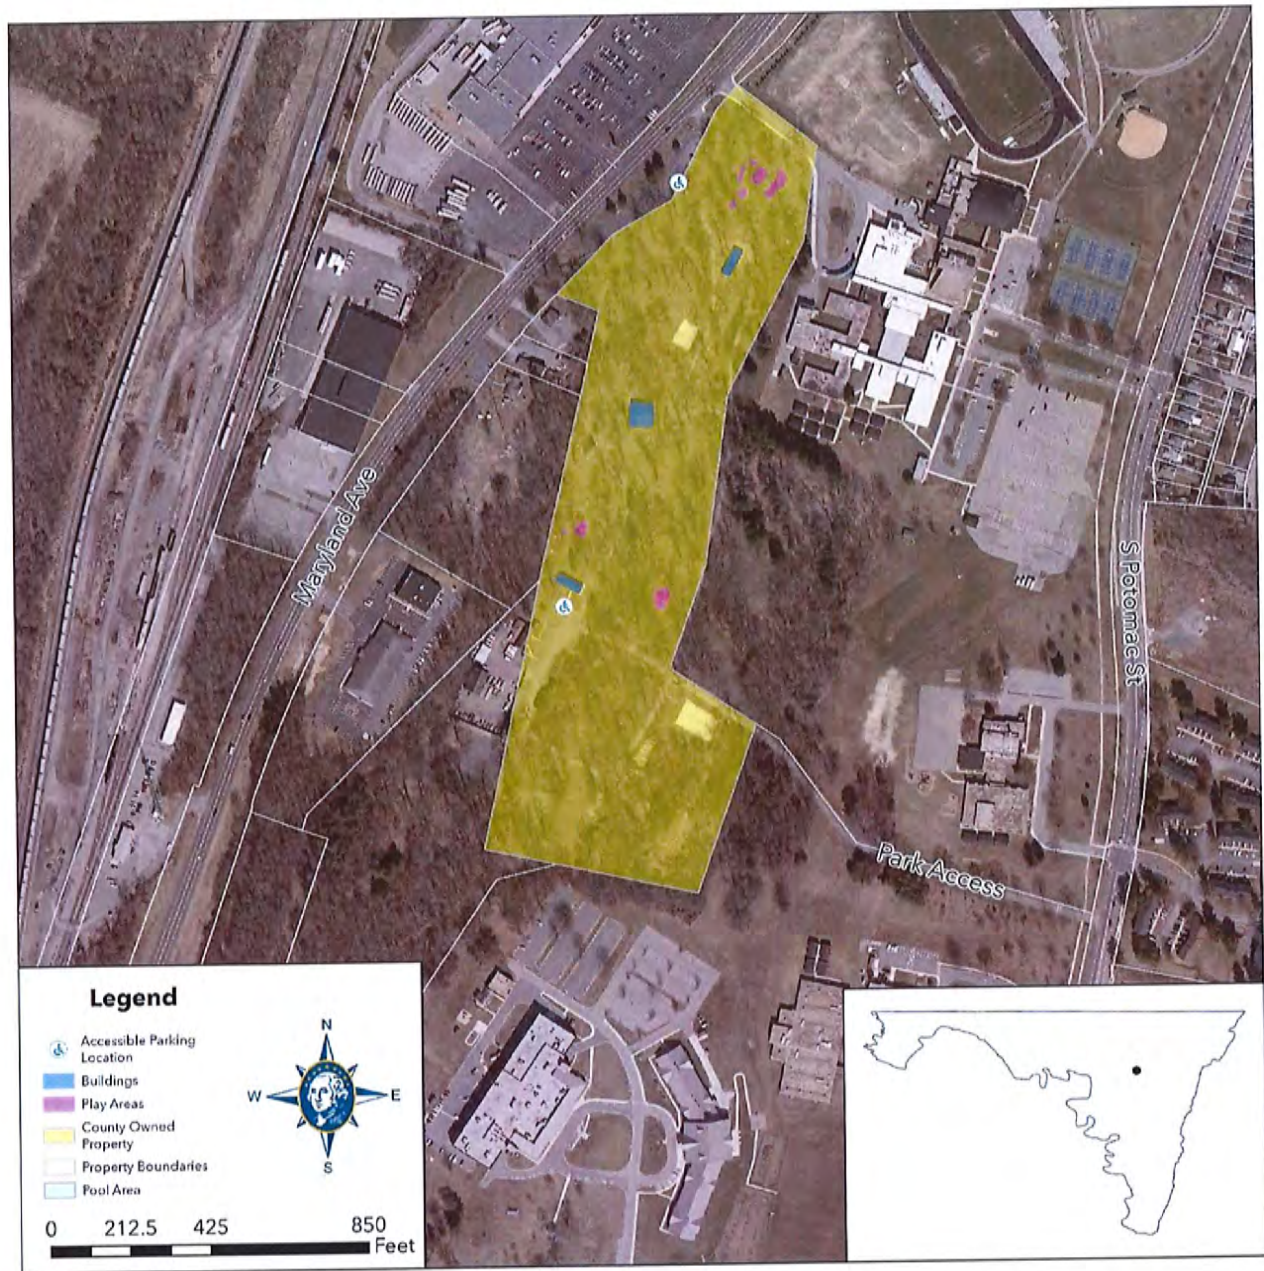 Maryland Ave
S Potomac St
Park Access
Legend
Accessible Parking
Location
Buildings
Play Areas
County Owned
Property
Property Boundaries
Pool Area
N
W
E
S
0 212.5 425 850
Feet